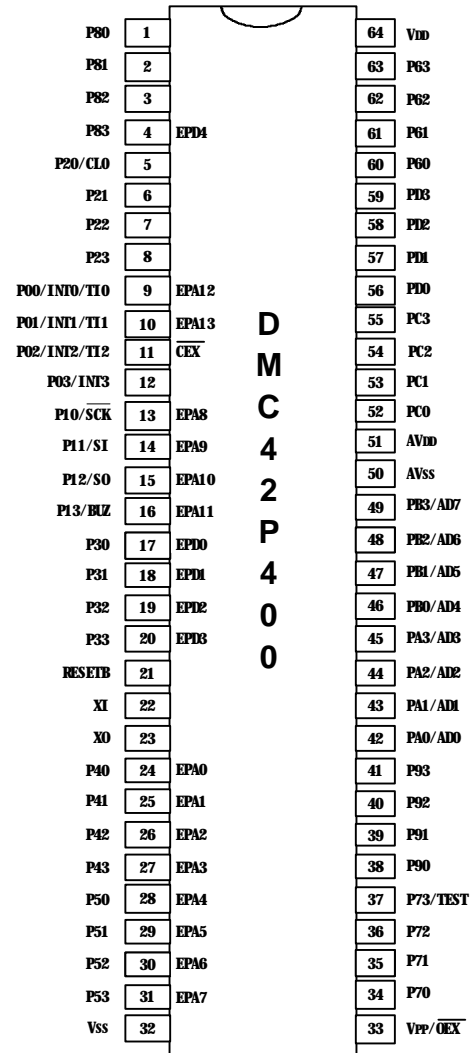 P80 1 64 VDD
P81 2 63 P63
P82 3 62 P62
P83 4 EPD4 61 P61
P20/CLO 5 60 P60
P21 6 59 PD3
P22 7 58 PD2
P23 8 57 PD1
P00/INT0/TI0 9 EPA12 56 PD0
P01/INT1/TI1 10 EPA13 55 PC3
P02/INT2/TI2 11 CEX 54 PC2
P03/INT3 12 53 PC1
P10/SCK 13 EPA8 52 PC0
P11/SI 14 EPA9 51 AVDD
P12/SO 15 EPA10 50 AVSS
P13/BUZ 16 EPA11 49 PB3/AD7
P30 17 EPD0 48 PB2/AD6
P31 18 EPD1 47 PB1/AD5
P32 19 EPD2 46 PB0/AD4
P33 20 EPD3 45 PA3/AD3
RESETB 21 44 PA2/AD2
XI 22 43 PA1/AD1
XO 23 42 PA0/AD0
P40 24 EPA0 41 P93
P41 25 EPA1 40 P92
P42 26 EPA2 39 P91
P43 27 EPA3 38 P90
P50 28 EPA4 37 P73/TEST
P51 29 EPA5 36 P72
P52 30 EPA6 35 P71
P53 31 EPA7 34 P70
VSS 32 33 VPP/OEX
DMC42P400